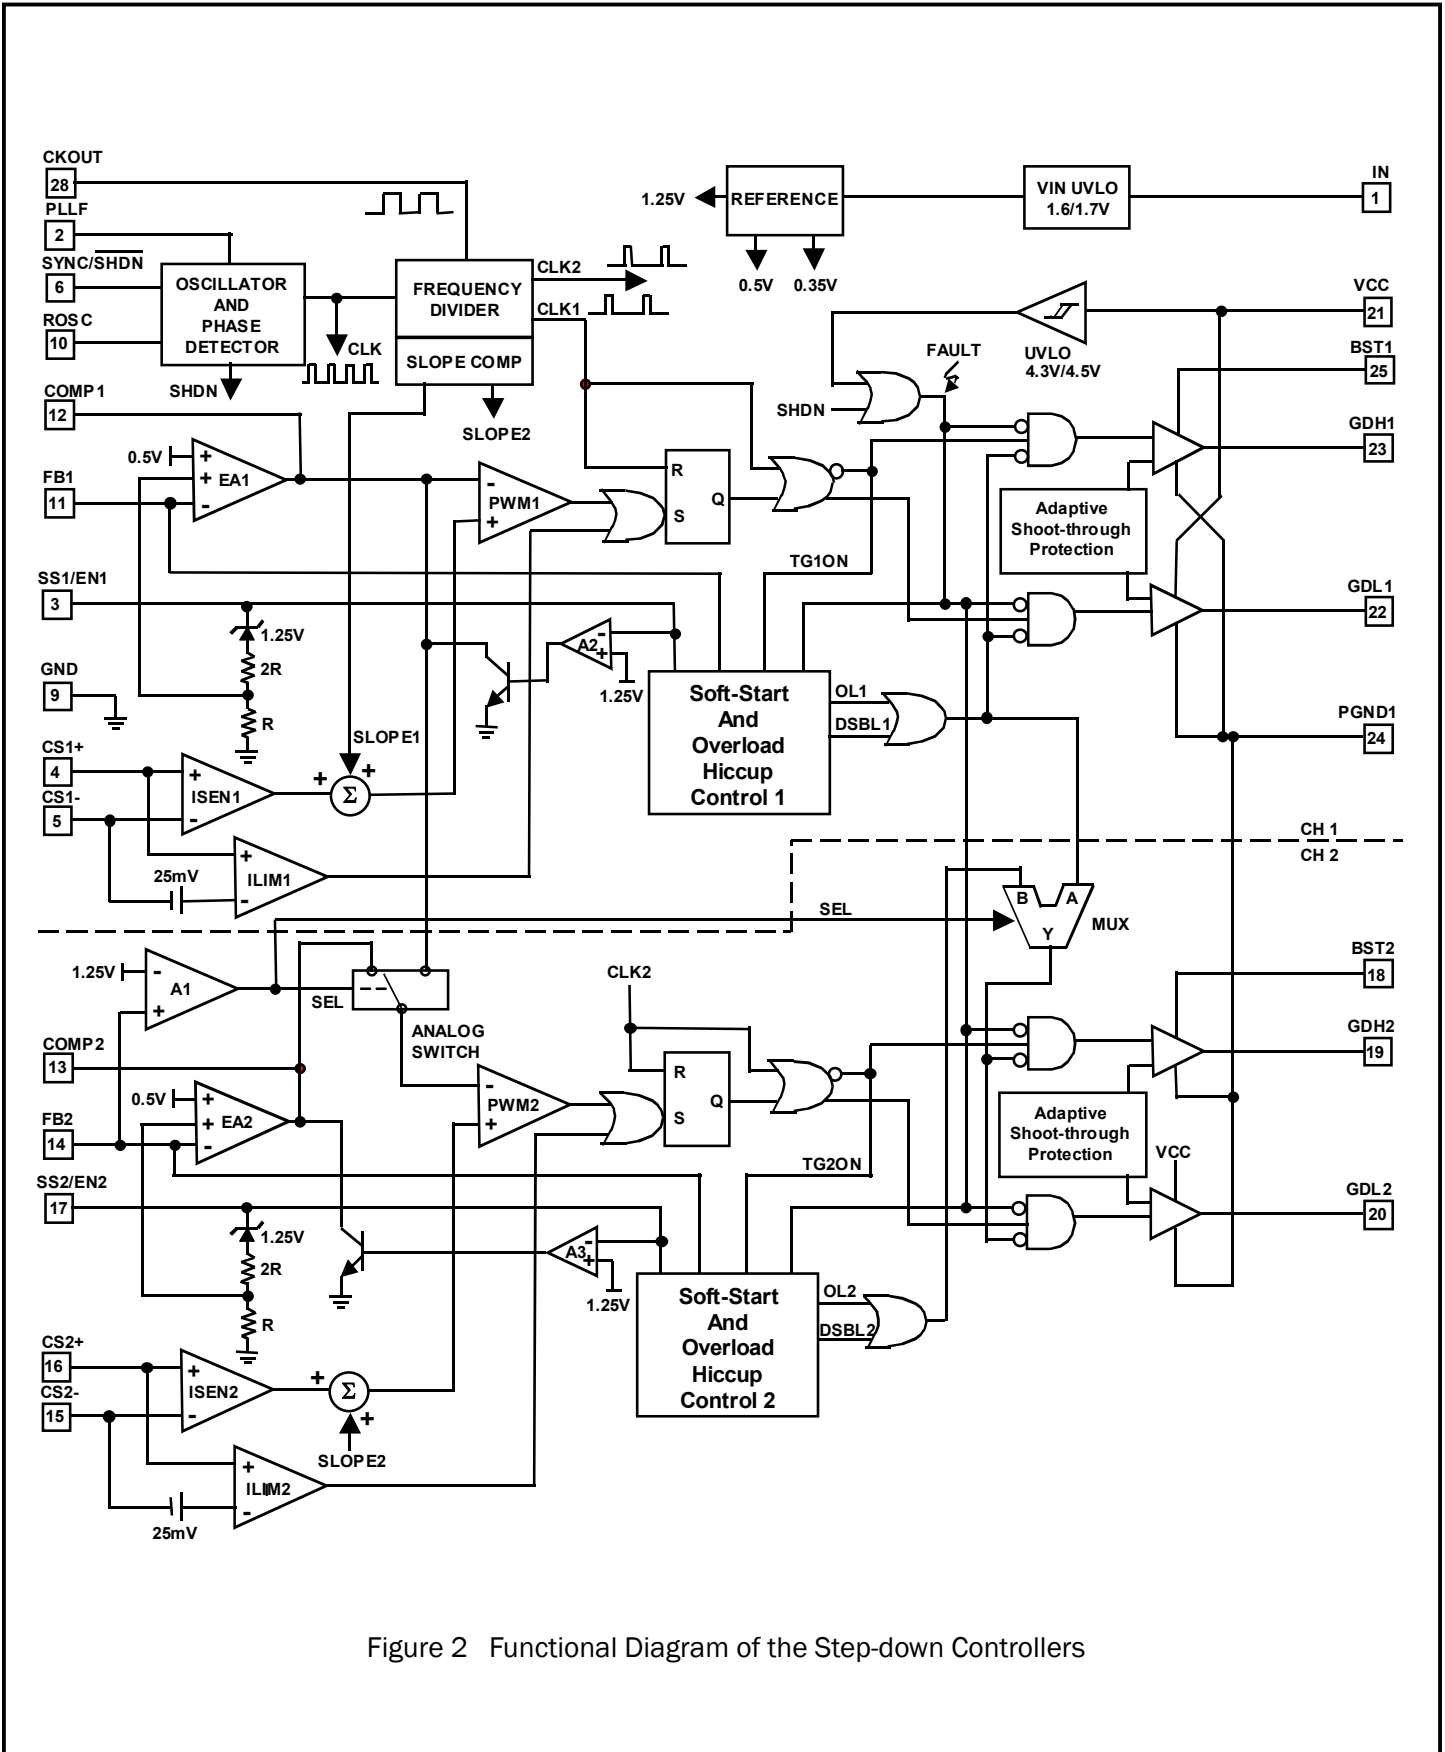 CKOUT
28
PLLF
2
SYNC/SHDN
6
ROSC
10
OSCILLATOR
AND
PHASE
DETECTOR
SHDN
CLK
FREQUENCY
DIVIDER
SLOPE COMP
CLK2
CLK1
SLOPE2
1.25V
REFERENCE
0.5V
0.35V
VIN UVLO
1.6/1.7V
IN
1
VCC
21
UVLO
4.3V/4.5V
FAULT
SHDN
BST1
25
GDH1
23
COMP1
12
0.5V
+
+
-
EA1
FB1
11
-
+
PWM1
R
S
Q
Adaptive
Shoot-through
Protection
TG1ON
SS1/EN1
3
1.25V
2R
R
A2
-
+
1.25V
GDL1
22
GND
9
Soft-Start
And
Overload
Hiccup
Control 1
OL1
DSBL1
PGND1
24
CS1+
4
CS1-
5
+
-
ISEN1
SLOPE1
+
+
Σ
25mV
+
-
ILIM1
CH 1
CH 2
SEL
B
A
Y
MUX
1.25V
-
+
A1
SEL
ANALOG
SWITCH
CLK2
BST2
18
GDH2
19
COMP2
13
0.5V
+
+
-
EA2
FB2
14
-
+
PWM2
R
S
Q
Adaptive
Shoot-through
Protection
VCC
TG2ON
SS2/EN2
17
1.25V
2R
R
A3
-
+
1.25V
GDL2
20
Soft-Start
And
Overload
Hiccup
Control 2
OL2
DSBL2
CS2+
16
CS2-
15
+
-
ISEN2
+
Σ
+
SLOPE2
+
-
ILIM2
25mV
Figure 2 Functional Diagram of the Step-down Controllers